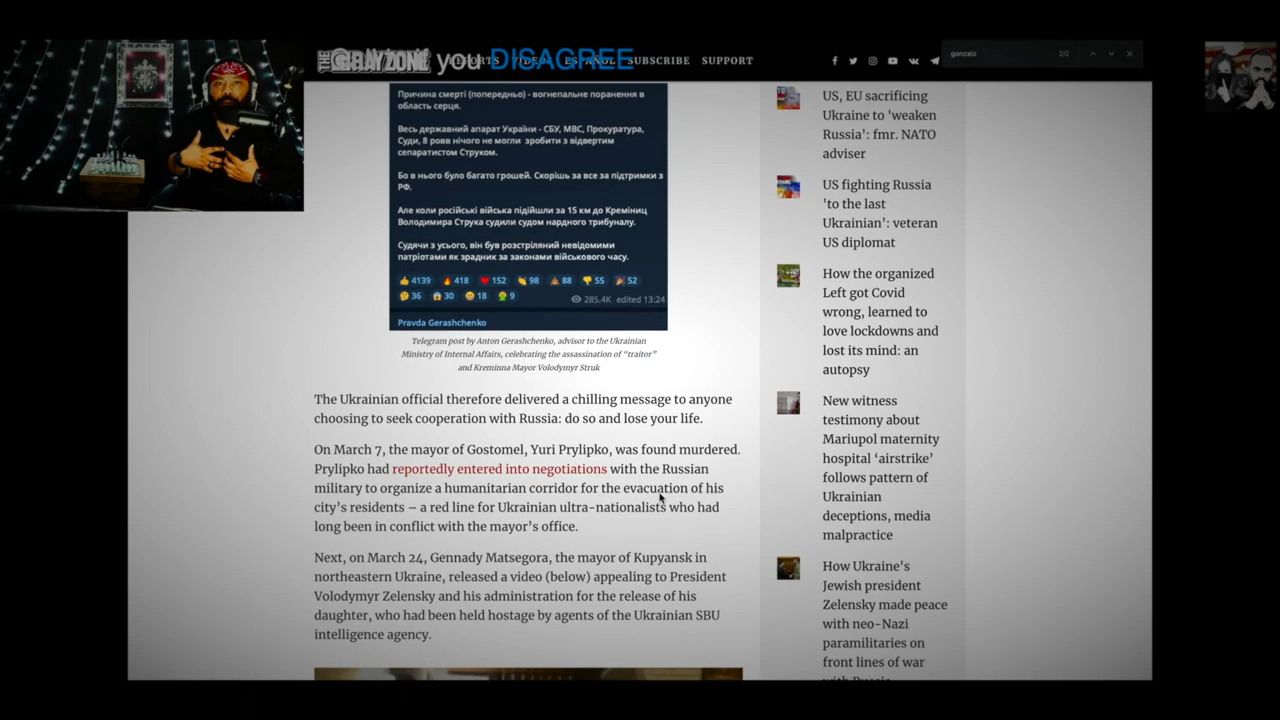 THE GRAYZONE
you DISAGREE
ESPAÑOL SUBSCRIBE SUPPORT
gonzalo 2/2
Причина смерті (попередньо) - вогнепальне поранення в
область серця.
Весь державний апарат України - СБУ, МВС, Прокуратура,
Суди, 8 ровв нічого не могли зробити з відвертим
сепаратистом Струком.
Бо в нього було багато грошей. Скорішь за все за підтримки з
РФ.
Але коли російські війська підійшли за 15 км до Креміниц
Володимира Струка судили судом нардного трибуналу.
Судячи з усього, він був розстріляний невідомими
патріотами як зрадник за законами військового часу.
4139 418 152 98 88 55 52
36 30 18 9 285.4K edited 13:24
Pravda Gerashchenko
Telegram post by Anton Gerashchenko, advisor to the Ukrainian
Ministry of Internal Affairs, celebrating the assassination of “traitor”
and Kreminna Mayor Volodymyr Struk
The Ukrainian official therefore delivered a chilling message to anyone
choosing to seek cooperation with Russia: do so and lose your life.
On March 7, the mayor of Gostomel, Yuri Prylipko, was found murdered.
Prylipko had reportedly entered into negotiations with the Russian
military to organize a humanitarian corridor for the evacuation of his
city’s residents – a red line for Ukrainian ultra-nationalists who had
long been in conflict with the mayor’s office.
Next, on March 24, Gennady Matsegora, the mayor of Kupyansk in
northeastern Ukraine, released a video (below) appealing to President
Volodymyr Zelensky and his administration for the release of his
daughter, who had been held hostage by agents of the Ukrainian SBU
intelligence agency.
US, EU sacrificing
Ukraine to 'weaken
Russia': fmr. NATO
adviser
US fighting Russia
'to the last
Ukrainian': veteran
US diplomat
How the organized
Left got Covid
wrong, learned to
love lockdowns and
lost its mind: an
autopsy
New witness
testimony about
Mariupol maternity
hospital ‘airstrike’
follows pattern of
Ukrainian
deceptions, media
malpractice
How Ukraine's
Jewish president
Zelensky made peace
with neo-Nazi
paramilitaries on
front lines of war
with Russia